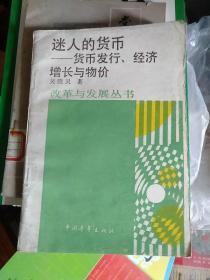 迷人的货币
——货币发行、经济
增长与物价
著
改革与发展丛书
中国青年出版社